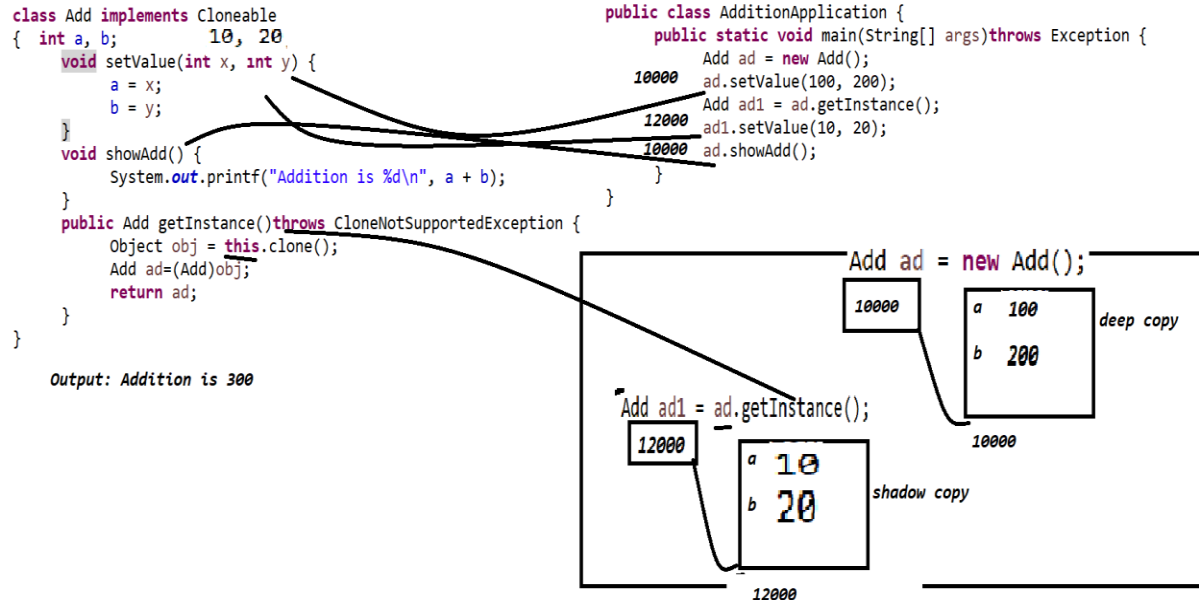 class Add implements Cloneable
{ int a, b;
10, 20
void setValue(int x, int y) {
a = x;
b = y;
}
void showAdd() {
System.out.printf("Addition is %d\n", a + b);
}
public Add getInstance()throws CloneNotSupportedException {
Object obj = this.clone();
Add ad=(Add)obj;
return ad;
}
}
Output: Addition is 300
public class AdditionApplication {
public static void main(String[] args)throws Exception {
Add ad = new Add();
10000 ad.setValue(100, 200);
Add ad1 = ad.getInstance();
12000 ad1.setValue(10, 20);
10000 ad.showAdd();
}
}
Add ad = new Add();
10000
a 100
b 200
deep copy
10000
Add ad1 = ad.getInstance();
12000
a 10
b 20
shadow copy
12000